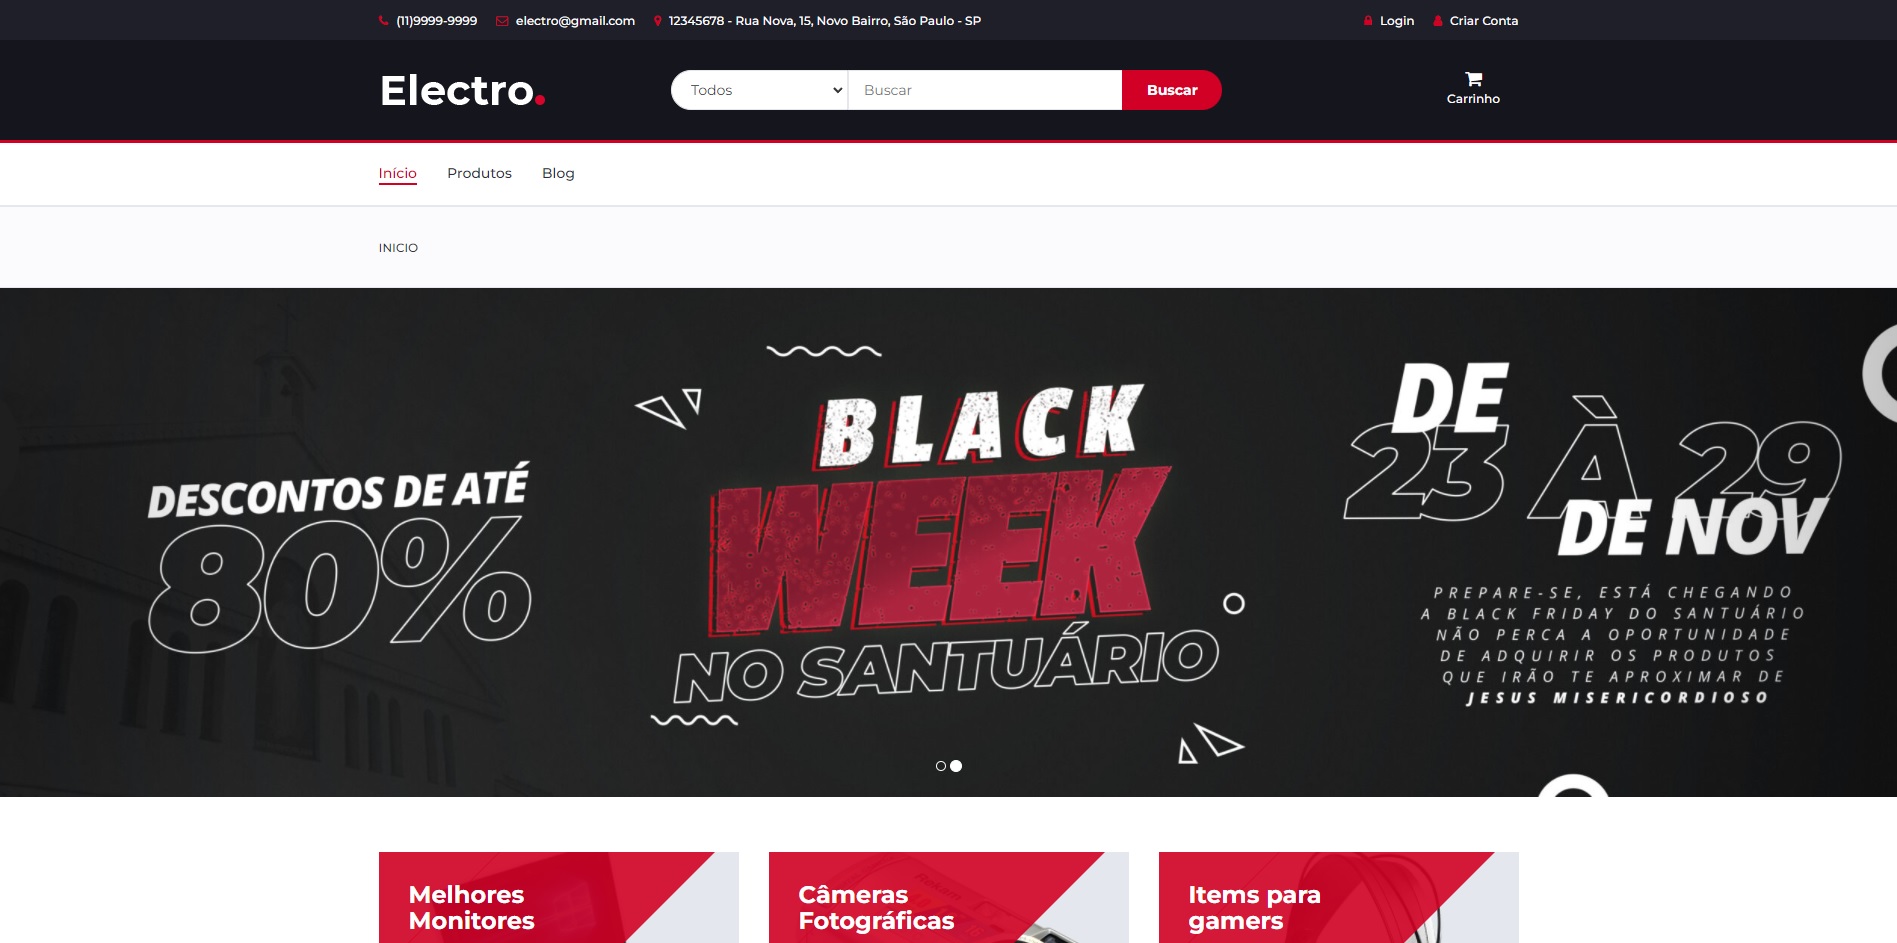 (11)9999-9999 electro@gmail.com 12345678 - Rua Nova, 15, Novo Bairro, São Paulo - SP Login Criar Conta
Electro.
Todos Buscar Buscar
Carrinho
Início Produtos Blog
INICIO
DESCONTOS DE ATÉ
80%
BLACK
WEEK
NO SANTUÁRIO
DE
23 À 29
DE NOV
PREPARE-SE, ESTÁ CHEGANDO
A BLACK FRIDAY DO SANTUÁRIO
NÃO PERCA A OPORTUNIDADE
DE ADQUIRIR OS PRODUTOS
QUE IRÃO TE APROXIMAR DE
JESUS MISERICORDIOSO
Melhores
Monitores
Câmeras
Fotográficas
Items para
gamers